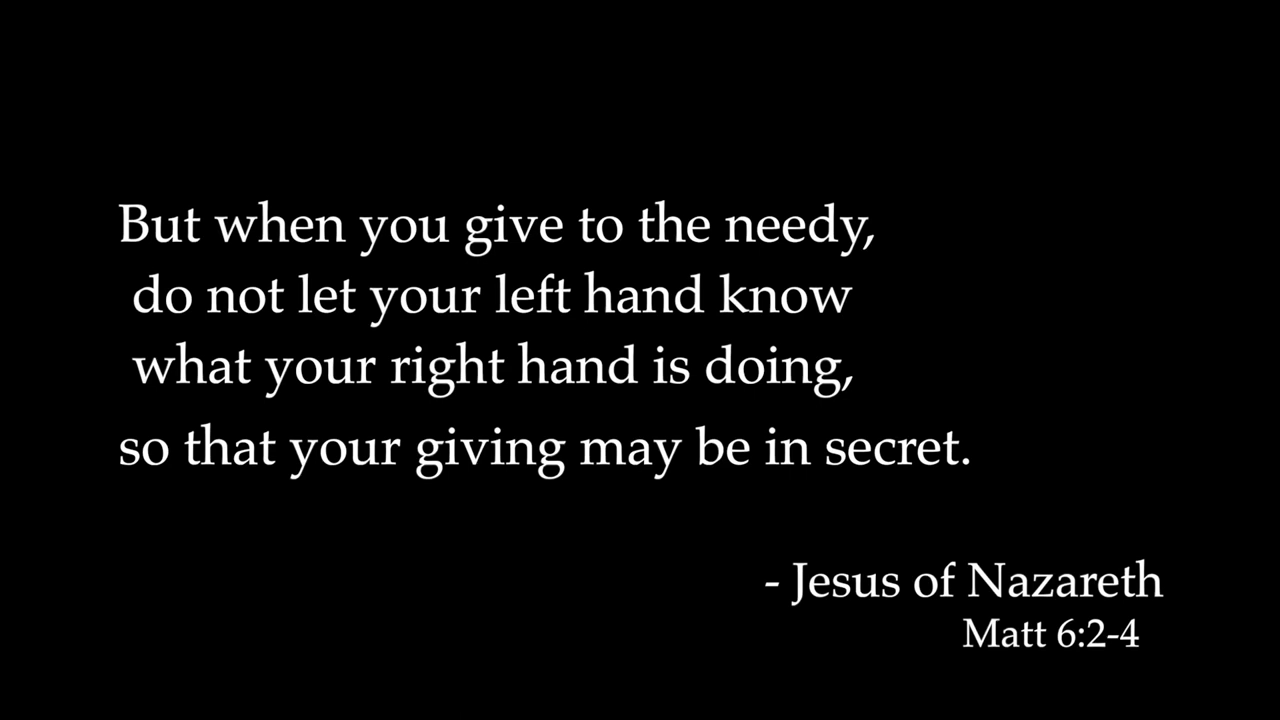 But when you give to the needy,
do not let your left hand know
what your right hand is doing,
so that your giving may be in secret.
- Jesus of Nazareth
Matt 6:2-4